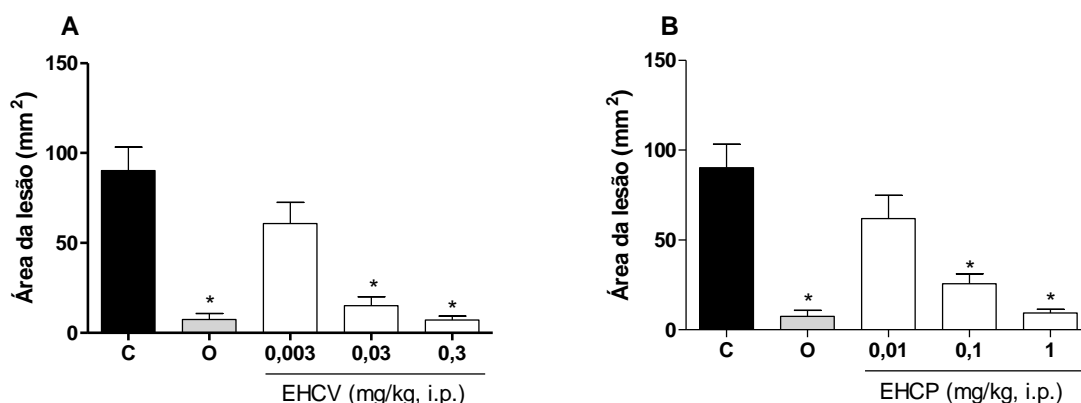 A
Área da lesão (mm²)
150
100
50
0
*
*
*
C O 0,003 0,03 0,3
EHCV (mg/kg, i.p.)
B
Área da lesão (mm²)
150
100
50
0
*
*
*
C O 0,01 0,1 1
EHCP (mg/kg, i.p.)